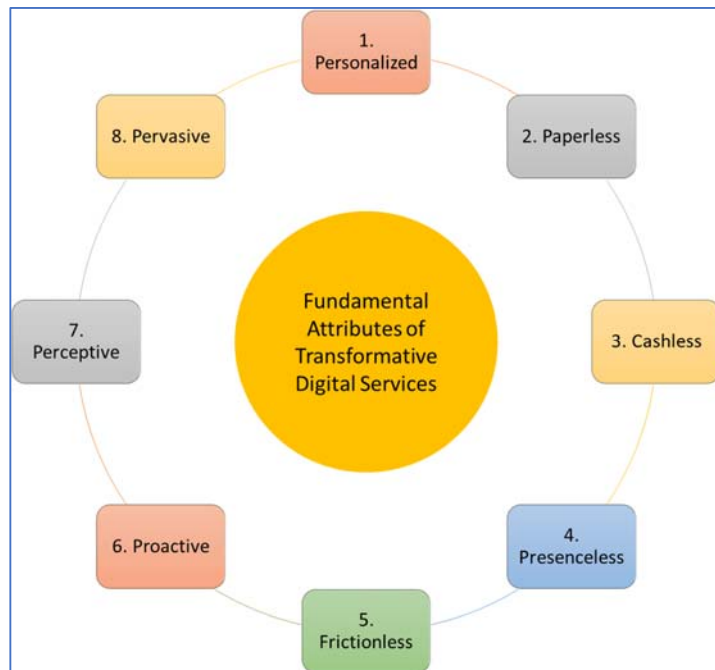 1.
Personalized
2. Paperless
3. Cashless
4.
Presenceless
5.
Frictionless
6. Proactive
7.
Perceptive
8. Pervasive
Fundamental
Attributes of
Transformative
Digital Services